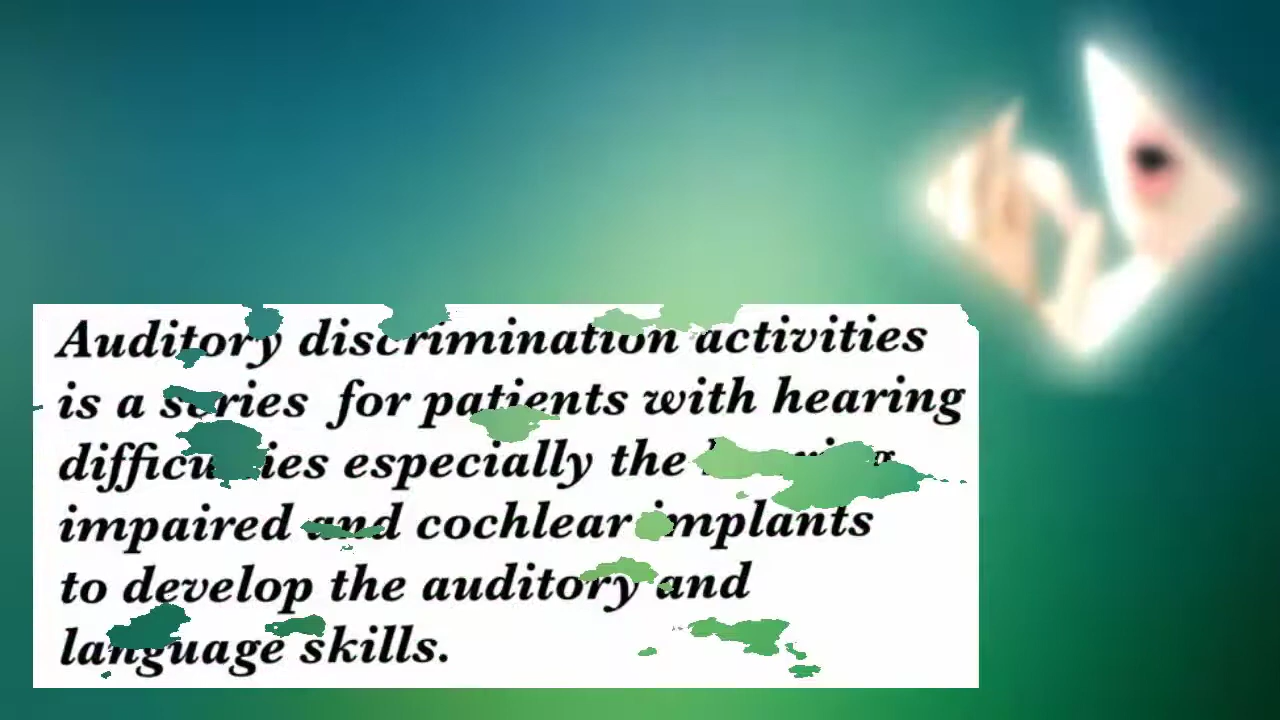 Auditory discrimination activities
is a series for patients with hearing
difficulties especially the hearing
impaired and cochlear implants
to develop the auditory and
language skills.